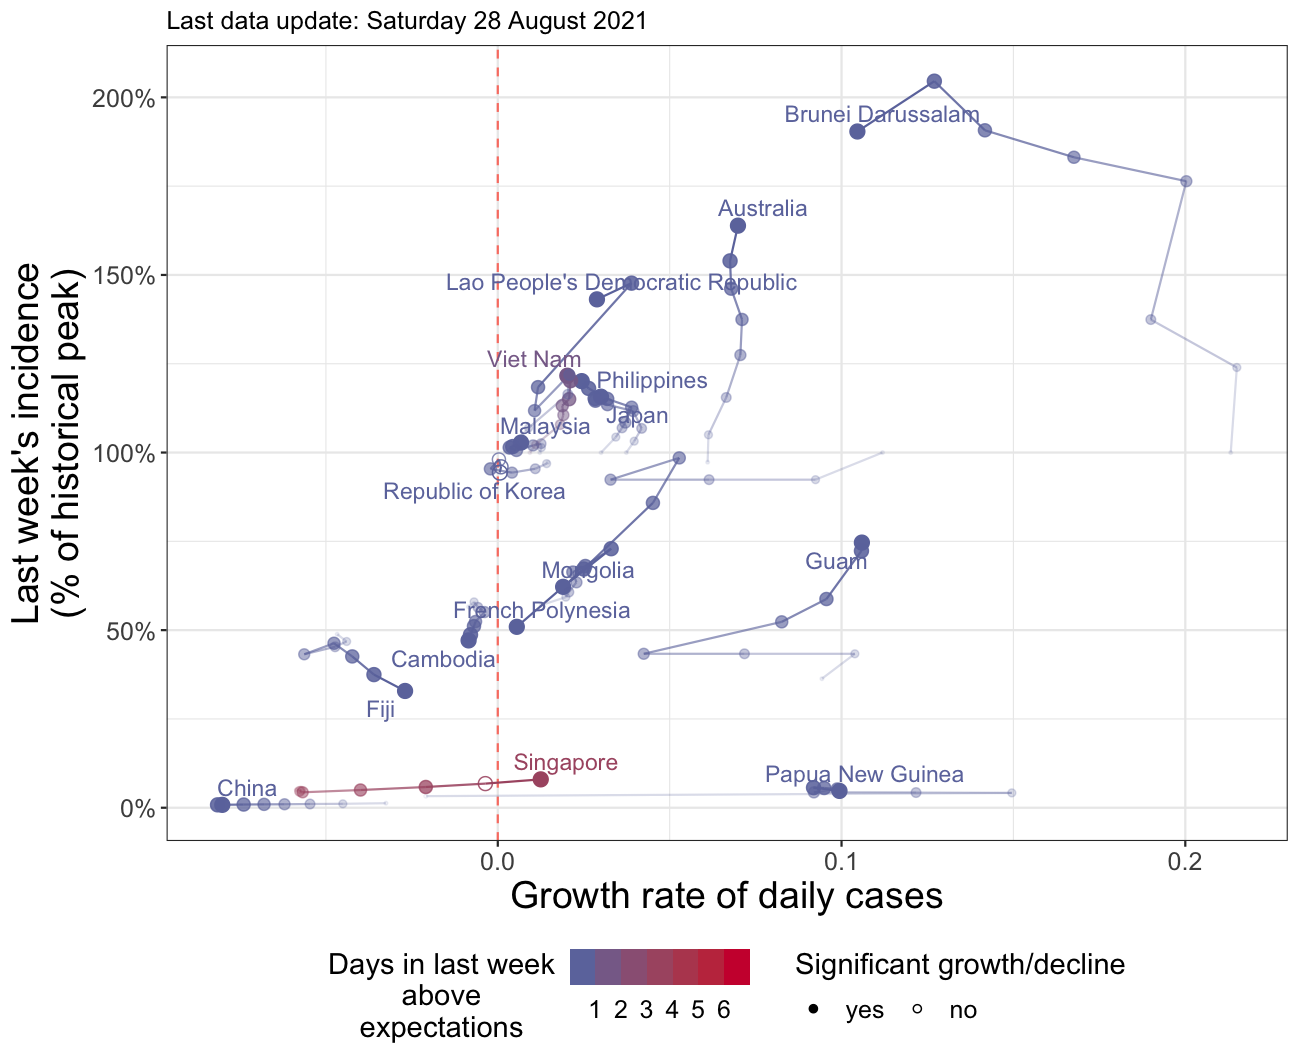 Last data update: Saturday 28 August 2021
200%
150%
100%
50%
0%
Last week's incidence
(% of historical peak)
Brunei Darussalam
Australia
Lao People's Democratic Republic
Viet Nam
Philippines
Japan
Malaysia
Republic of Korea
Mongolia
Guam
French Polynesia
Cambodia
Fiji
Singapore
Papua New Guinea
China
0.0
0.1
0.2
Growth rate of daily cases
Days in last week
above
expectations
1 2 3 4 5 6
Significant growth/decline
yes no